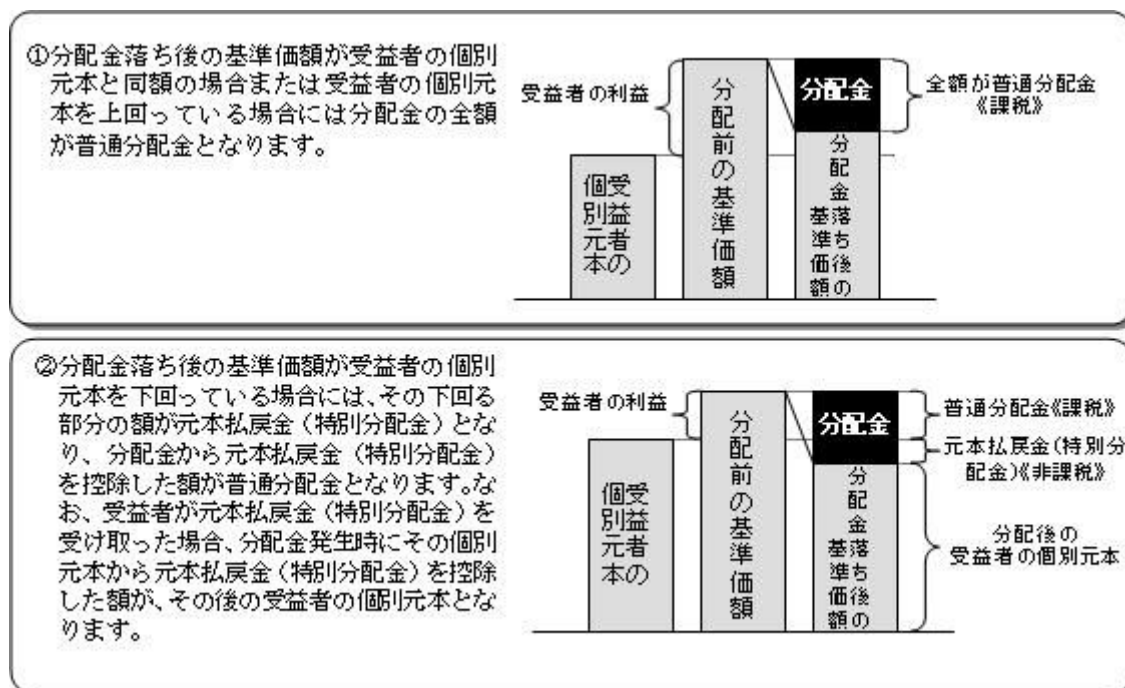 ①分配金落ち後の基準価額が受益者の個別
元本と同額の場合または受益者の個別元
本を上回っている場合には分配金の全額
が普通分配金となります。
受益者の利益
受益者の
個別元本
分配前の基準価額
分配金
分配金落ち後の
基準価額
全額が普通分配金
《課税》
②分配金落ち後の基準価額が受益者の個別
元本を下回っている場合には、その下回る
部分の額が元本払戻金（特別分配金）とな
り、分配金から元本払戻金（特別分配金）
を控除した額が普通分配金となります。な
お、受益者が元本払戻金（特別分配金）を
受け取った場合、分配金発生時にその個別
元本から元本払戻金（特別分配金）を控除
した額が、その後の受益者の個別元本とな
ります。
受益者の利益
受益者の
個別元本
分配前の基準価額
分配金
分配金落ち後の
基準価額
普通分配金《課税》
元本払戻金（特別分
配金）《非課税》
分配後の
受益者の個別元本